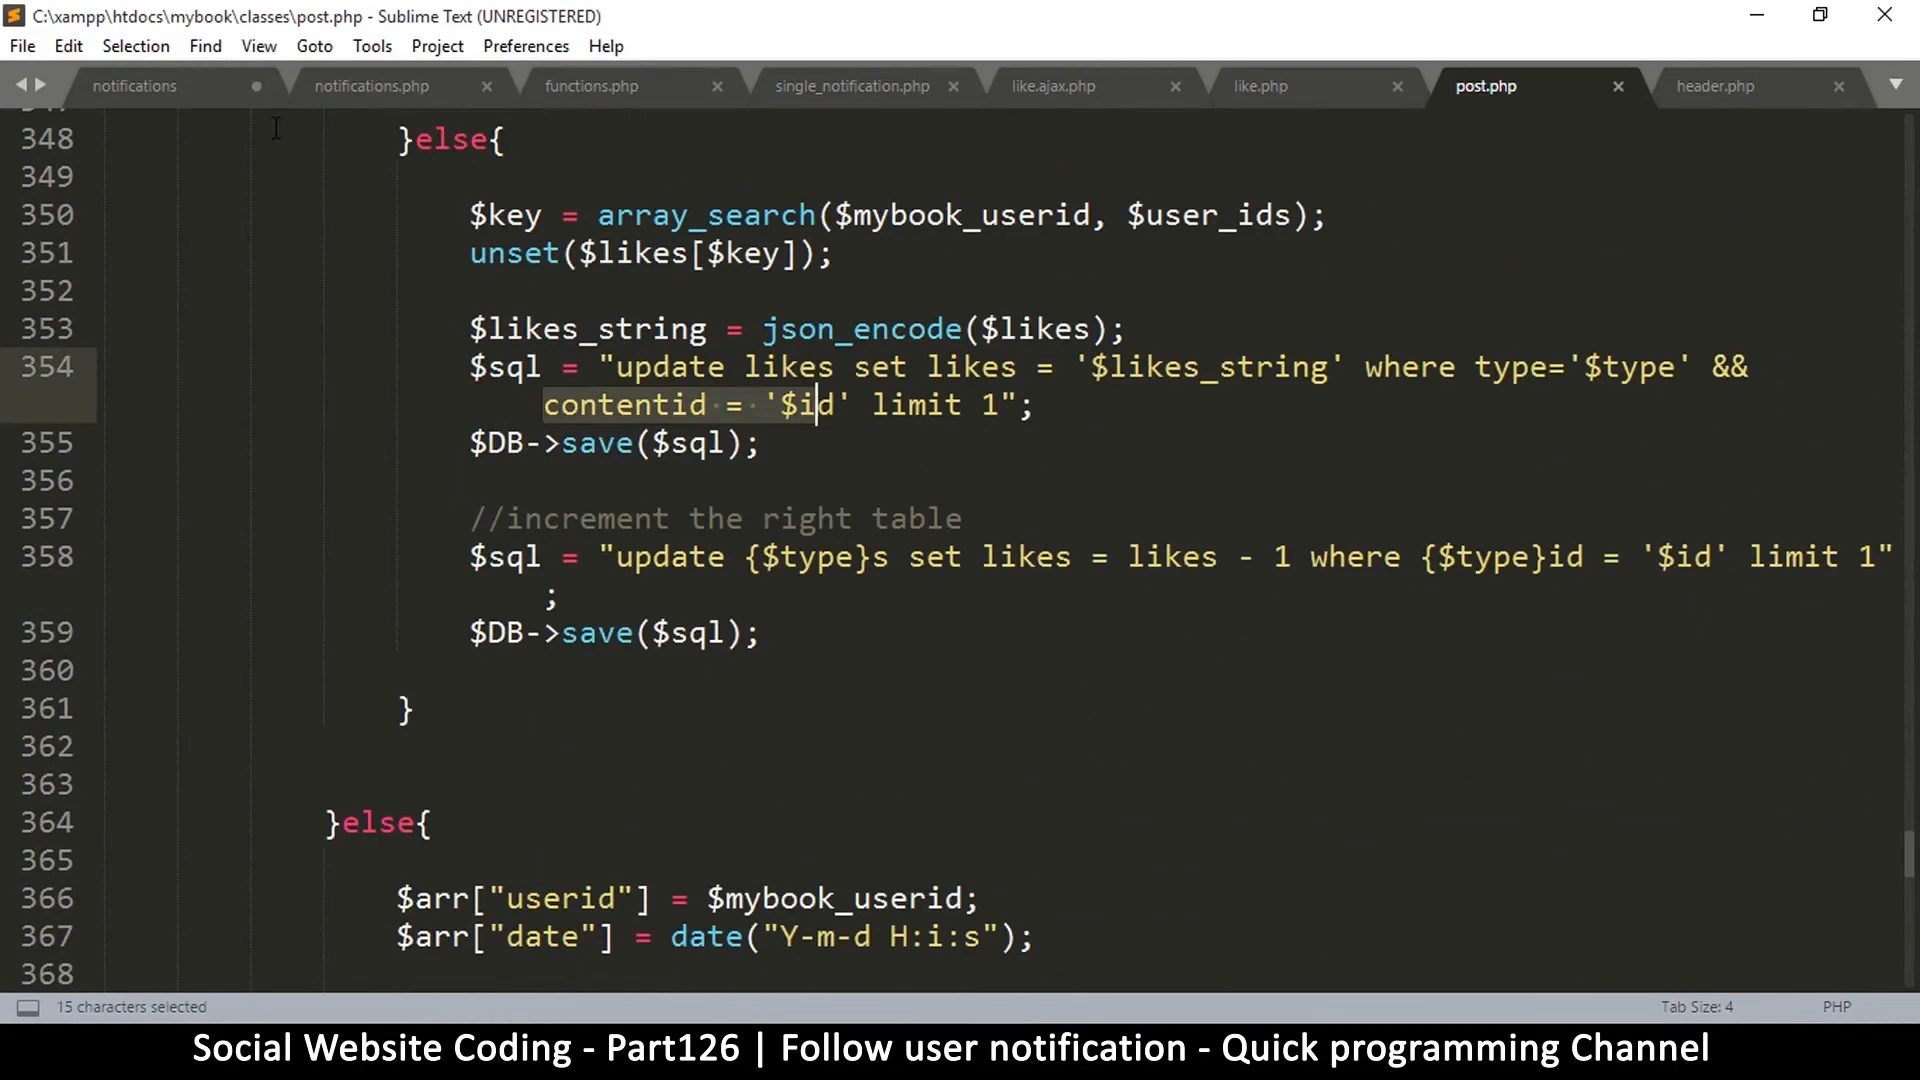 C:\xampp\htdocs\mybook\classes\post.php - Sublime Text (UNREGISTERED)
File Edit Selection Find View Goto Tools Project Preferences Help
notifications notifications.php functions.php single_notification.php like.ajax.php like.php post.php header.php
348 }else{
349
350 $key = array_search($mybook_userid, $user_ids);
351 unset($likes[$key]);
352
353 $likes_string = json_encode($likes);
354 $sql = "update likes set likes = '$likes_string' where type='$type' &&
contentid = '$id' limit 1";
355 $DB->save($sql);
356
357 //increment the right table
358 $sql = "update {$type}s set likes = likes - 1 where {$type}id = '$id' limit 1"
;
359 $DB->save($sql);
360
361 }
362
363
364 }else{
365
366 $arr["userid"] = $mybook_userid;
367 $arr["date"] = date("Y-m-d H:i:s");
368
15 characters selected Tab Size: 4 PHP
Social Website Coding - Part126 | Follow user notification - Quick programming Channel